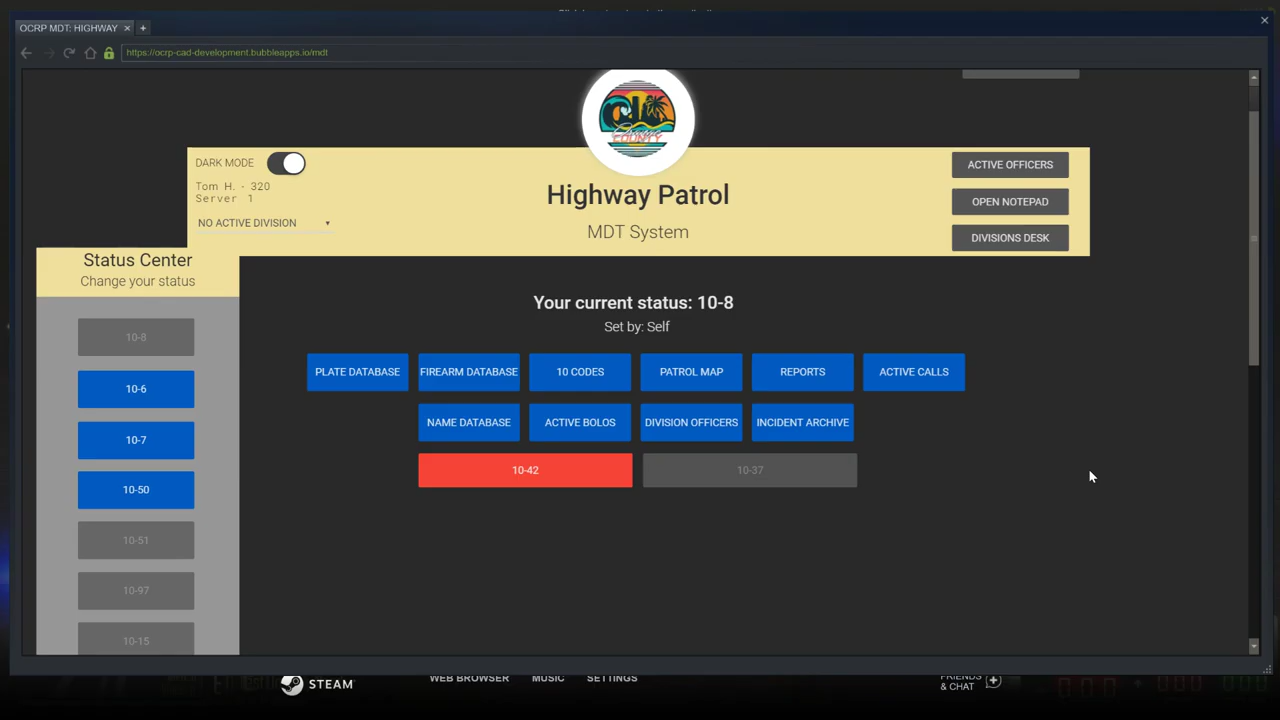 OCRP MDT: HIGHWAY
https://ocrp-cad-development.bubbleapps.io/mdt
DARK MODE
Tom H. - 320
Server 1
NO ACTIVE DIVISION
Orange
COUNTY
Highway Patrol
MDT System
ACTIVE OFFICERS
OPEN NOTEPAD
DIVISIONS DESK
Status Center
Change your status
10-8
10-6
10-7
10-50
10-51
10-97
10-15
Your current status: 10-8
Set by: Self
PLATE DATABASE FIREARM DATABASE 10 CODES PATROL MAP REPORTS ACTIVE CALLS
NAME DATABASE ACTIVE BOLOS DIVISION OFFICERS INCIDENT ARCHIVE
10-42 10-37
STEAM
WEB BROWSER MUSIC SETTINGS
FRIENDS
& CHAT